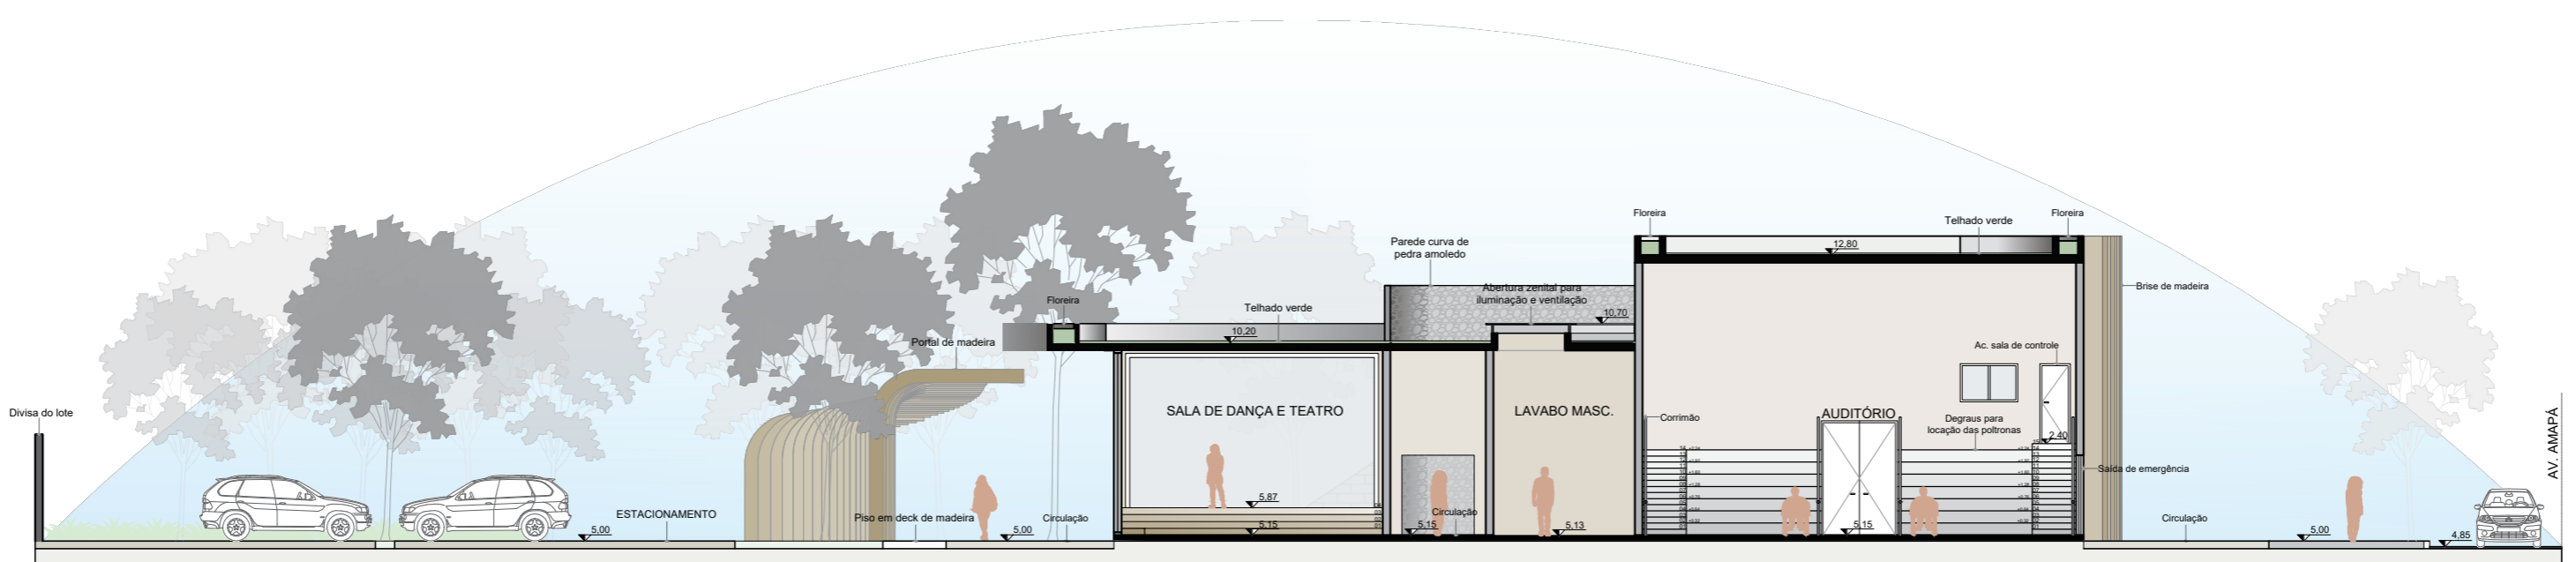 Floreira
Telhado verde
Floreira
12,80
Parede curva de
pedra amoledo
Brise de madeira
Abertura zenital para
iluminação e ventilação
Floreira
Telhado verde
10,70
10,20
Portal de madeira
Ac. sala de controle
Divisa do lote
SALA DE DANÇA E TEATRO
LAVABO MASC.
Corrimão
AUDITÓRIO
Degraus para
locação das poltronas
2,40
AV. AMAPÁ
Saída de emergência
5,87
ESTACIONAMENTO
Piso em deck de madeira
Circulação
Circulação
Circulação
5,00
5,00
5,15
5,15
5,13
5,15
5,00
4,85